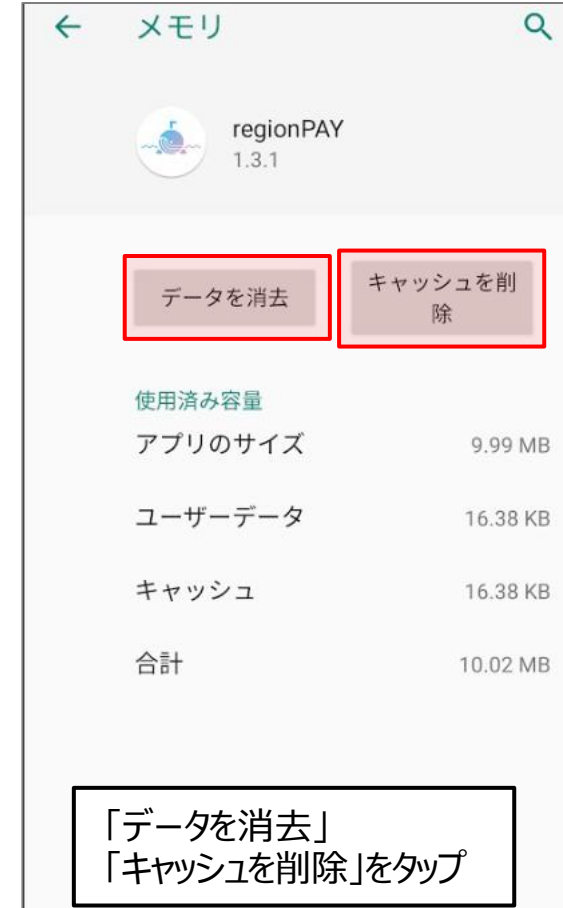 メモリ
regionPAY
1.3.1
データを消去
キャッシュを削
除
使用済み容量
アプリのサイズ 9.99 MB
ユーザーデータ 16.38 KB
キャッシュ 16.38 KB
合計 10.02 MB
「データを消去」
「キャッシュを削除」をタップ